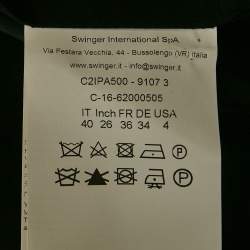 Swinger International SpA
Via Festara Vecchia, 44 - Bussolengo (VR) Italia
www.swinger.it - info@swinger.it
C2IPA500 - 9107 3
C-16-62000505
IT Inch FR DE USA
40 26 36 34 4
P
P